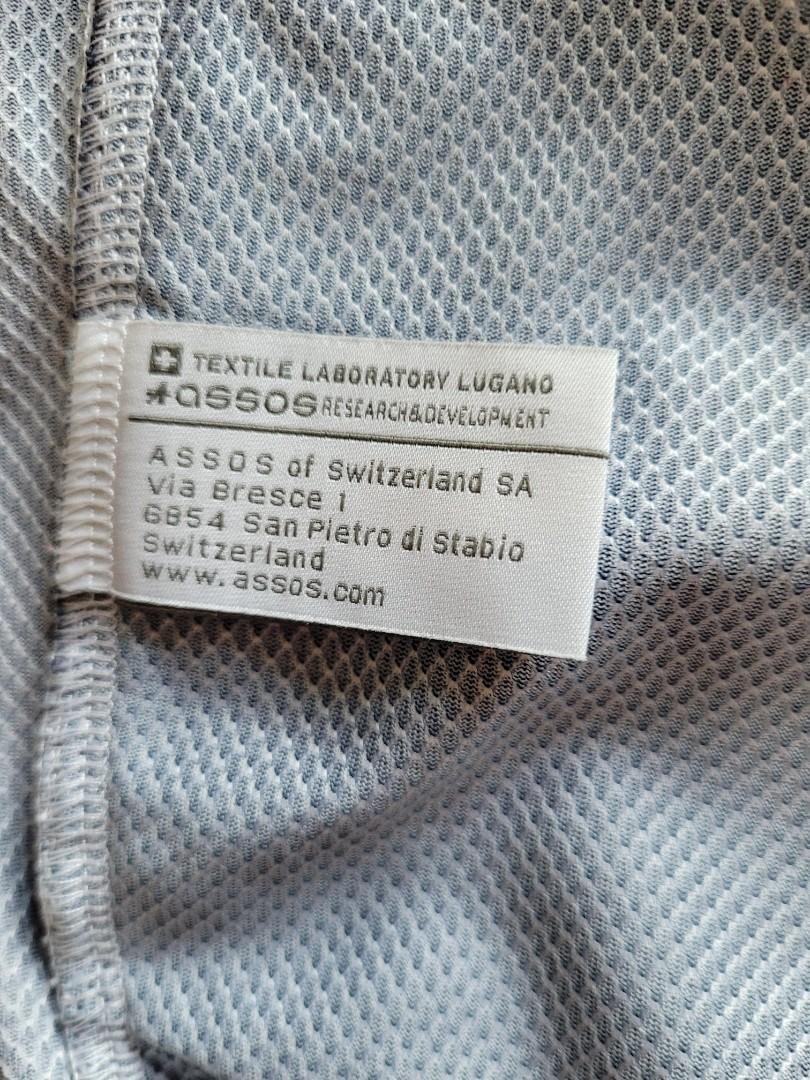 TEXTILE LABORATORY LUGANO
assos RESEARCH&DEVELOPMENT
ASSOS of Switzerland SA
Via Bresce 1
6854 San Pietro di Stabio
Switzerland
www.assos.com